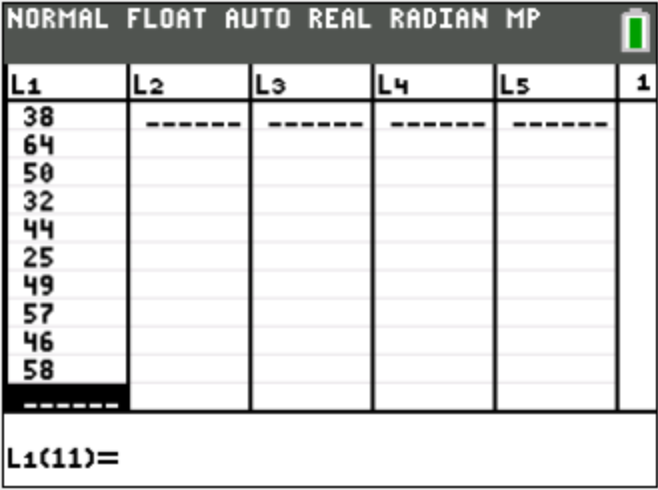 NORMAL FLOAT AUTO REAL RADIAN MP
L1 L2 L3 L4 L5 1
38 ------ ------ ------ ------
64
50
32
44
25
49
57
46
58
------
L1(11)=